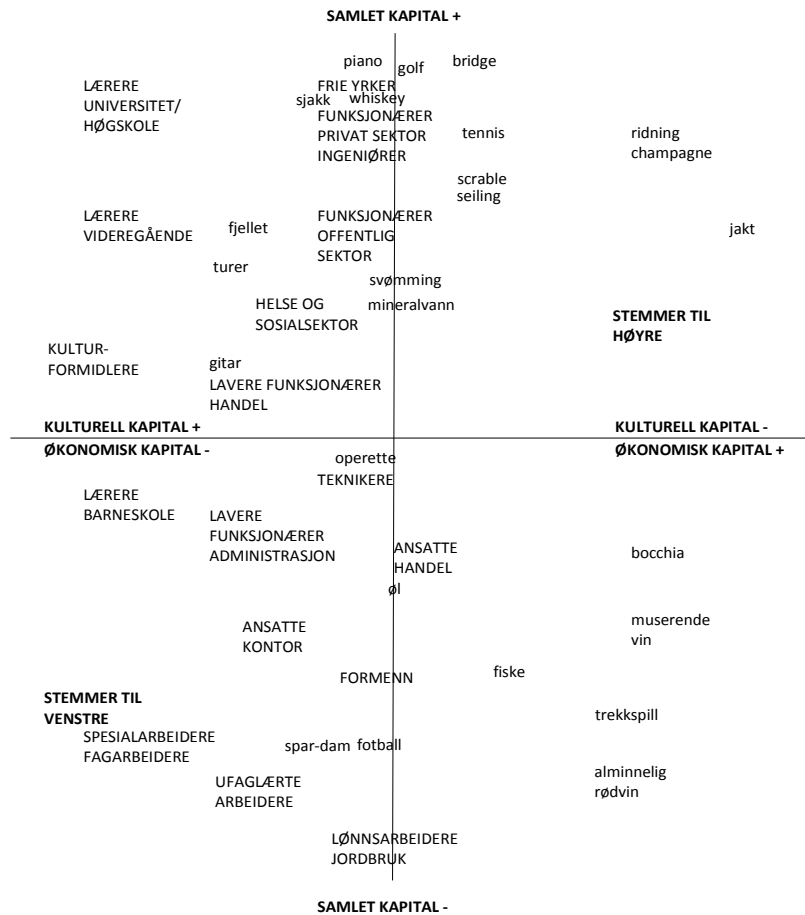 SAMLET KAPITAL +
piano
golf
bridge
LÆRERE
UNIVERSITET/
HØGSKOLE
FRIE YRKER
sjakk
whiskey
FUNKSJONÆRER
PRIVAT SEKTOR
INGENIØRER
tennis
ridning
champagne
scrable
seiling
LÆRERE
VIDEREGÅENDE
fjellet
FUNKSJONÆRER
OFFENTLIG
SEKTOR
jakt
turer
svømming
mineralvann
HELSE OG
SOSIALSEKTOR
STEMMER TIL
HØYRE
KULTUR-
FORMIDLERE
gitar
LAVERE FUNKSJONÆRER
HANDEL
KULTURELL KAPITAL +
ØKONOMISK KAPITAL -
KULTURELL KAPITAL -
ØKONOMISK KAPITAL +
operette
TEKNIKERE
LÆRERE
BARNESKOLE
LAVERE
FUNKSJONÆRER
ADMINISTRASJON
ANSATTE
HANDEL
øl
bocchia
ANSATTE
KONTOR
muserende
vin
FORMENN
fiske
STEMMER TIL
VENSTRE
trekkspill
SPESIALARBEIDERE
FAGARBEIDERE
spar-dam
fotball
UFAGLÆRTE
ARBEIDERE
alminnelig
rødvin
LØNNSARBEIDERE
JORDBRUK
SAMLET KAPITAL -